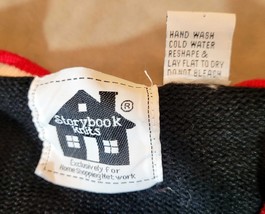 HAND WASH
COLD WATER
RESHAPE &
LAY FLAT TO DRY
DO NOT BLEACH
®
Storybook
knits
Exclusively for
Home Shopping Network